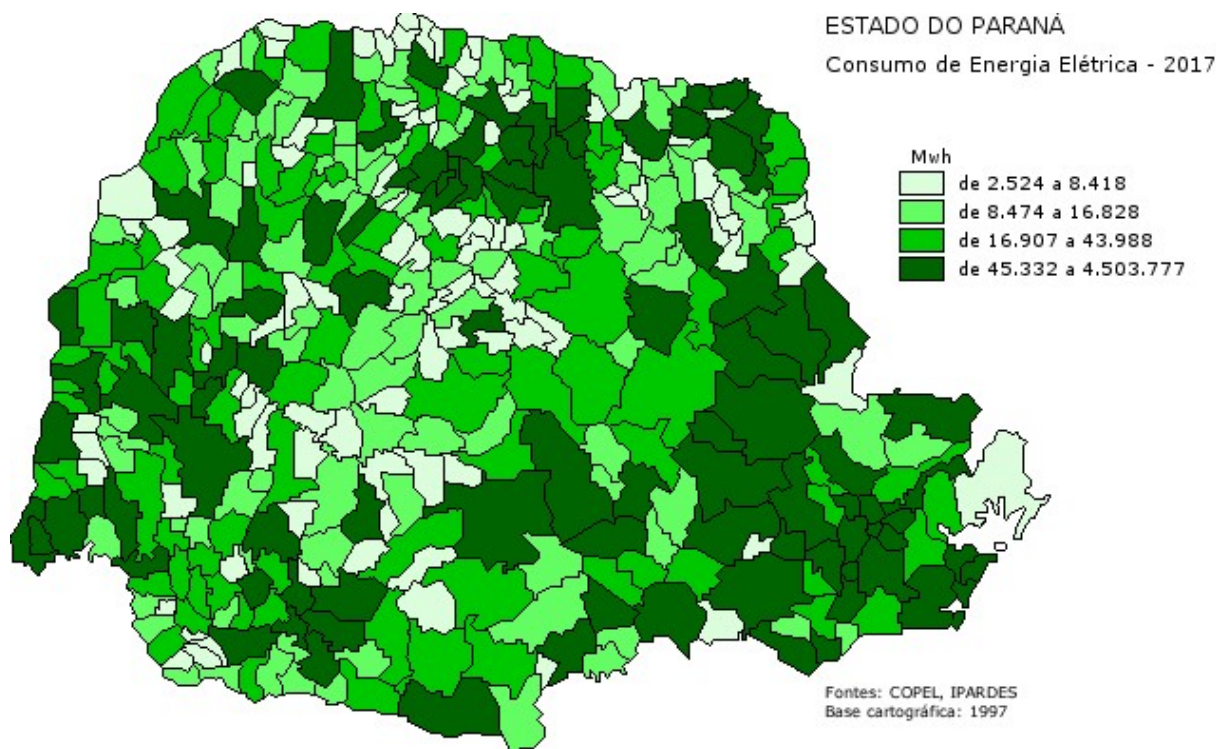 ESTADO DO PARANÁ
Consumo de Energia Elétrica - 2017
Mwh
de 2.524 a 8.418
de 8.474 a 16.828
de 16.907 a 43.988
de 45.332 a 4.503.777
Fontes: COPEL, IPARDES
Base cartográfica: 1997